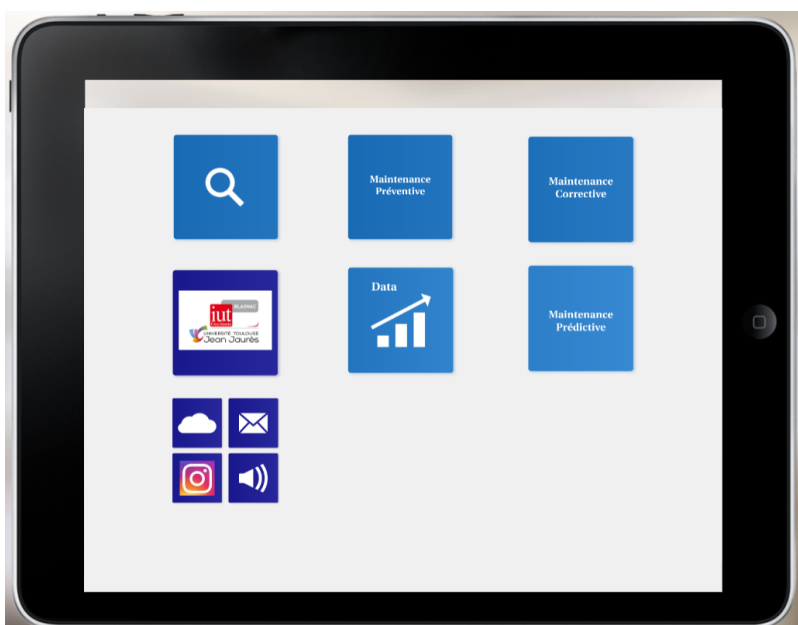 Maintenance
Préventive
Maintenance
Corrective
iut
BLAGNAC
UNIVERSITÉ TOULOUSE
Jean Jaurès
Data
Maintenance
Prédictive